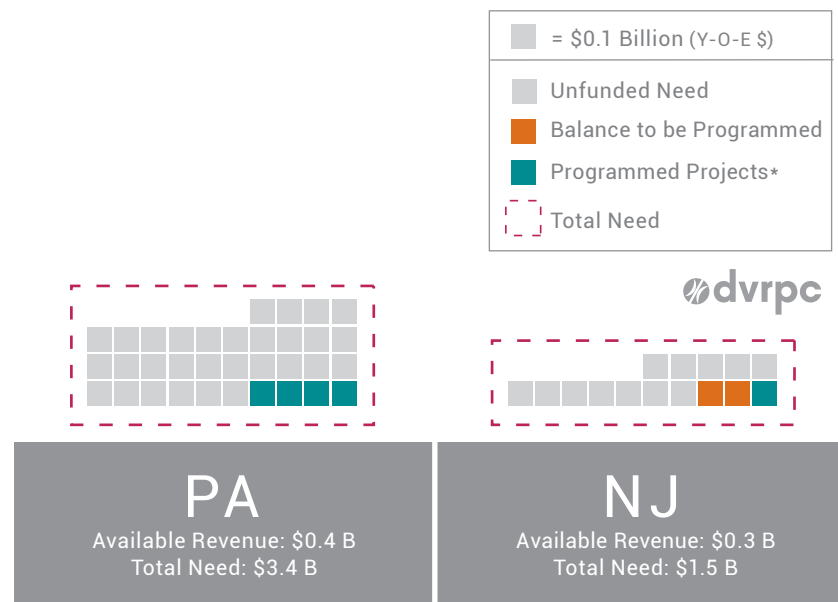 = $0.1 Billion (Y-O-E $)
Unfunded Need
Balance to be Programmed
Programmed Projects*
Total Need
dvrpc
PA
Available Revenue: $0.4 B
Total Need: $3.4 B
NJ
Available Revenue: $0.3 B
Total Need: $1.5 B